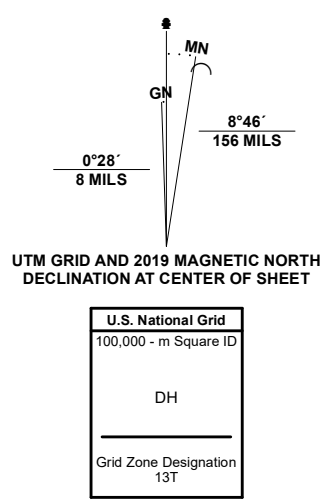 MN
GN
8°46´
156 MILS
0°28´
8 MILS
UTM GRID AND 2019 MAGNETIC NORTH
DECLINATION AT CENTER OF SHEET
U.S. National Grid
100,000 - m Square ID
DH
Grid Zone Designation
13T